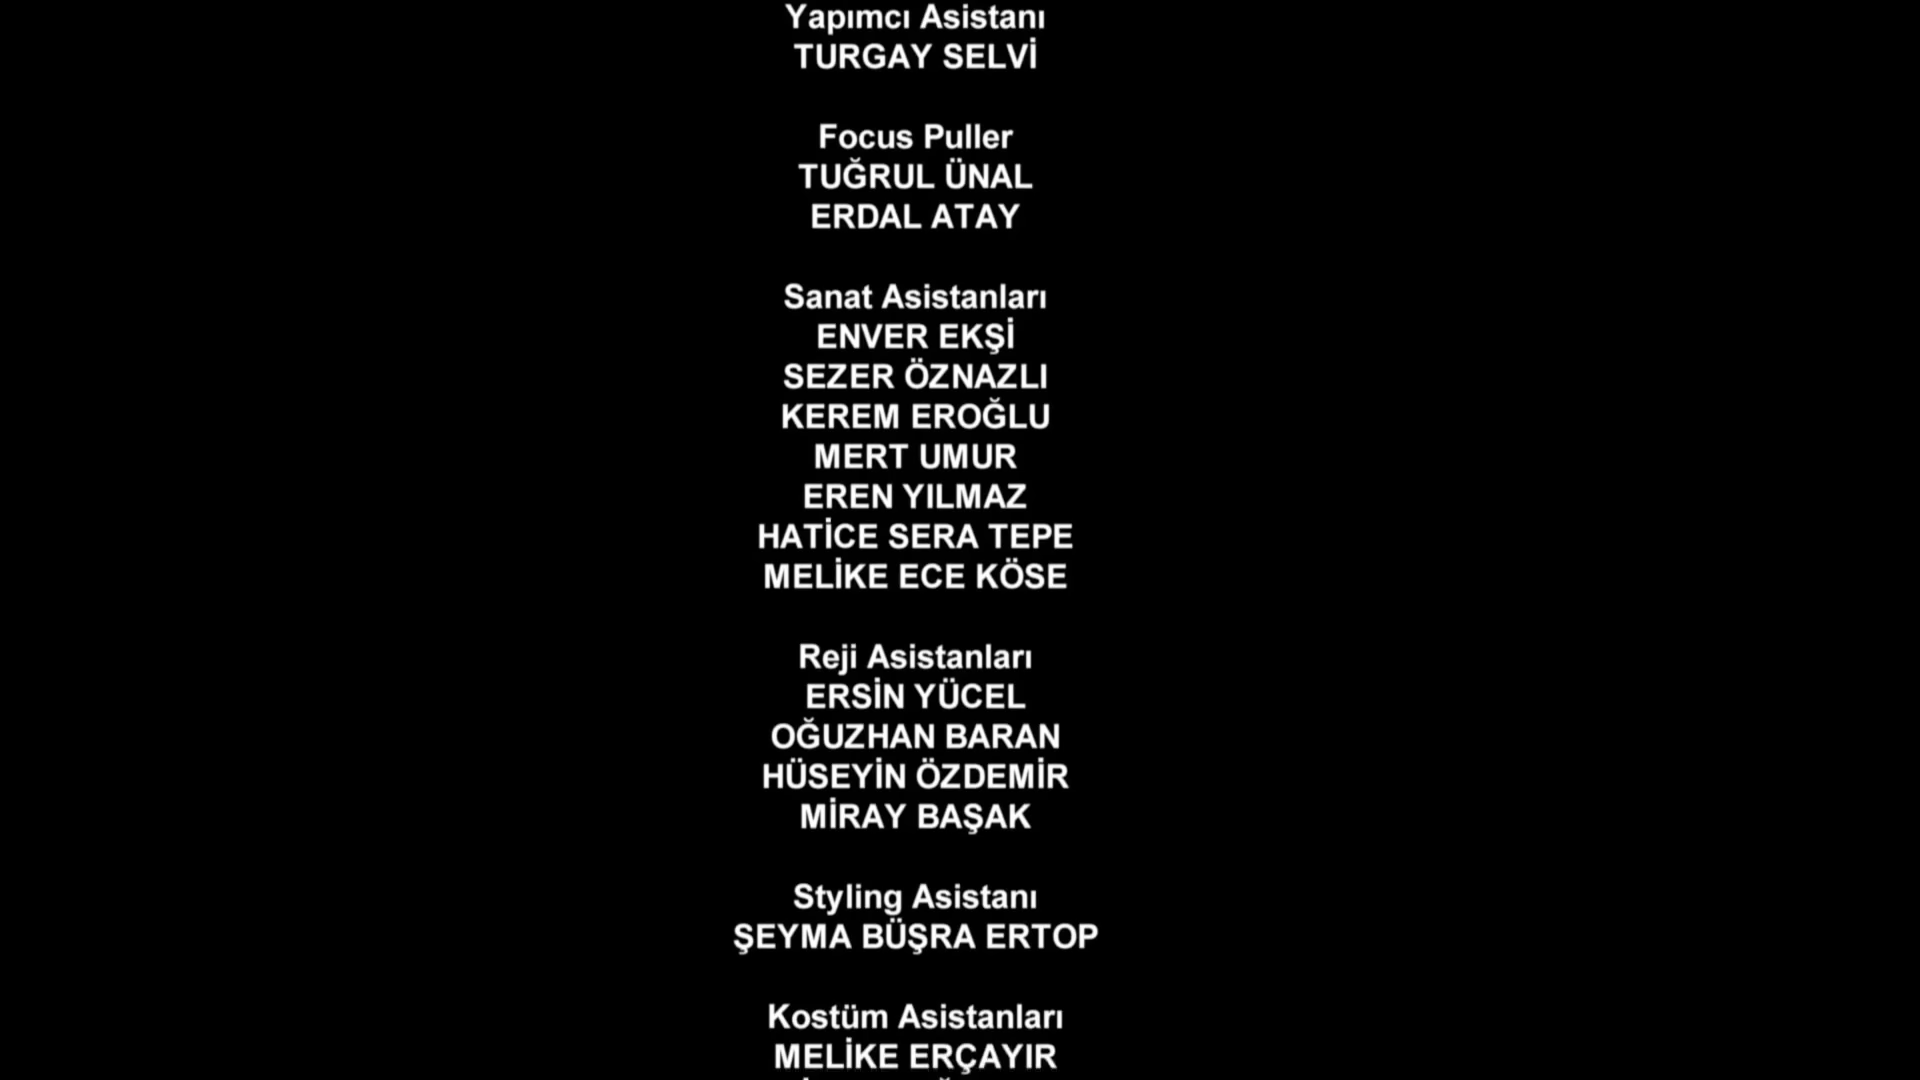 Yapımcı Asistanı
TURGAY SELVİ
Focus Puller
TUĞRUL ÜNAL
ERDAL ATAY
Sanat Asistanları
ENVER EKŞİ
SEZER ÖZNAZLI
KEREM EROĞLU
MERT UMUR
EREN YILMAZ
HATİCE SERA TEPE
MELİKE ECE KÖSE
Reji Asistanları
ERSİN YÜCEL
OĞUZHAN BARAN
HÜSEYİN ÖZDEMİR
MİRAY BAŞAK
Styling Asistanı
ŞEYMA BÜŞRA ERTOP
Kostüm Asistanları
MELİKE ERÇAYIR